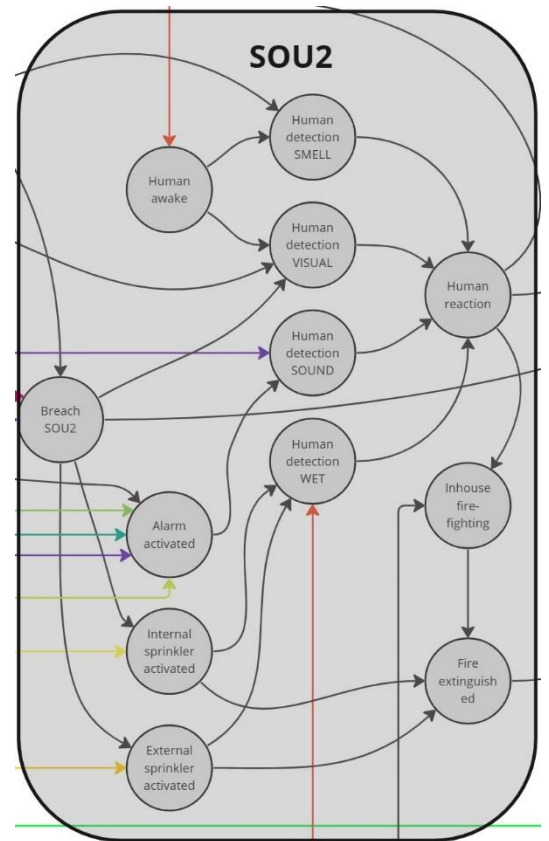 SOU2
Human
detection
SMELL
Human
awake
Human
detection
VISUAL
Human
reaction
Human
detection
SOUND
Breach
SOU2
Human
detection
WET
Inhouse
fire-
fighting
Alarm
activated
Internal
sprinkler
activated
Fire
extinguish
ed
External
sprinkler
activated